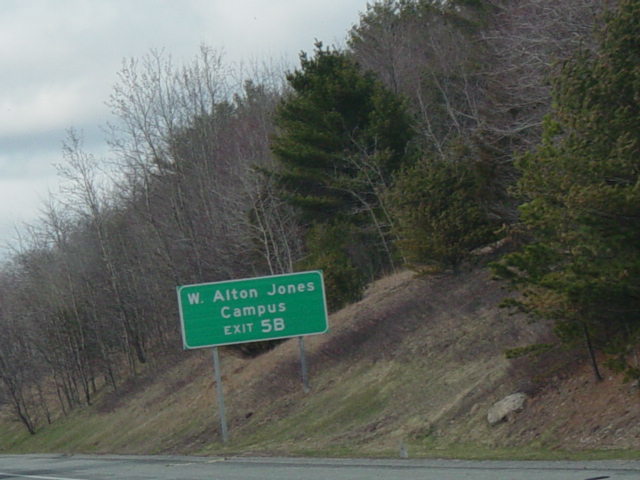 W. Alton Jones
Campus
EXIT 5B